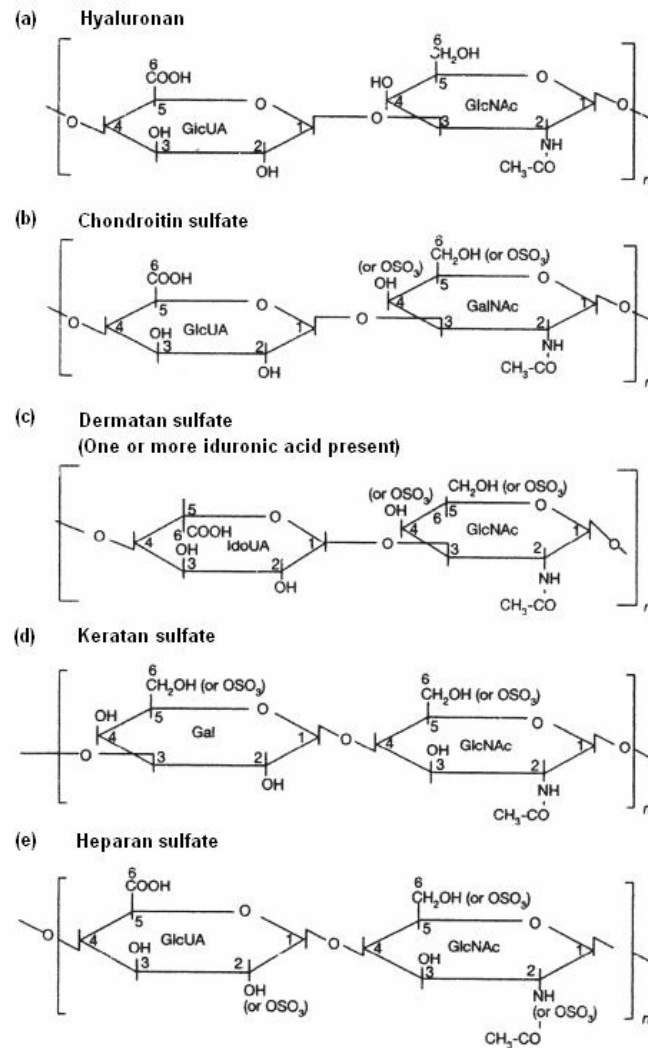 (a) Hyaluronan
6
COOH
5
O
4
OH
GlcUA
1
3
2
OH
O
O
6
CH₂OH
HO
5
O
4
GlcNAc
1
3
2
NH
CH₃-CO
O
n
(b) Chondroitin sulfate
6
COOH
5
O
4
OH
GlcUA
1
3
2
OH
O
O
6
CH₂OH (or OSO₃)
(or OSO₃)
OH
5
O
4
GalNAc
1
3
2
NH
CH₃-CO
O
n
(c) Dermatan sulfate
(One or more iduronic acid present)
5
O
6
COOH
4
OH
IdoUA
1
3
2
OH
O
O
CH₂OH (or OSO₃)
(or OSO₃)
5
OH
6
O
4
GlcNAc
1
3
2
NH
CH₃-CO
O
n
(d) Keratan sulfate
6
CH₂OH (or OSO₃)
OH
5
O
4
Gal
1
3
2
OH
O
O
6
CH₂OH (or OSO₃)
5
O
4
OH
GlcNAc
1
3
2
NH
CH₃-CO
O
n
(e) Heparan sulfate
6
COOH
5
O
4
OH
GlcUA
1
3
2
OH
(or OSO₃)
O
O
6
CH₂OH (or OSO₃)
5
O
4
OH
GlcNAc
1
3
2
NH
(or OSO₃)
CH₃-CO
O
n